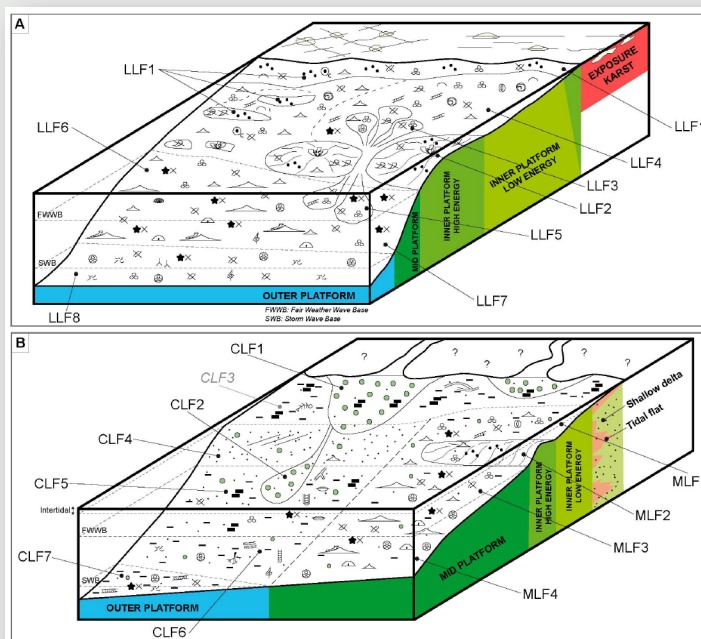 A
LLF1
LLF6
EXPOSURE
KARST
LLF1
LLF4
INNER PLATFORM
LOW ENERGY
LLF3
LLF2
INNER PLATFORM
HIGH ENERGY
FWWB
MID PLATFORM
LLF5
SWB
LLF7
OUTER PLATFORM
FWWB: Fair Weather Wave Base
SWB: Storm Wave Base
LLF8
B
? ? ? ? ?
CLF1
CLF3
CLF2
Shallow delta
Tidal flat
CLF4
CLF5
MLF
INNER PLATFORM
LOW ENERGY
INNER PLATFORM
HIGH ENERGY
MLF2
Intertidal
FWWB
MLF3
MID PLATFORM
CLF7
SWB
MLF4
OUTER PLATFORM
CLF6